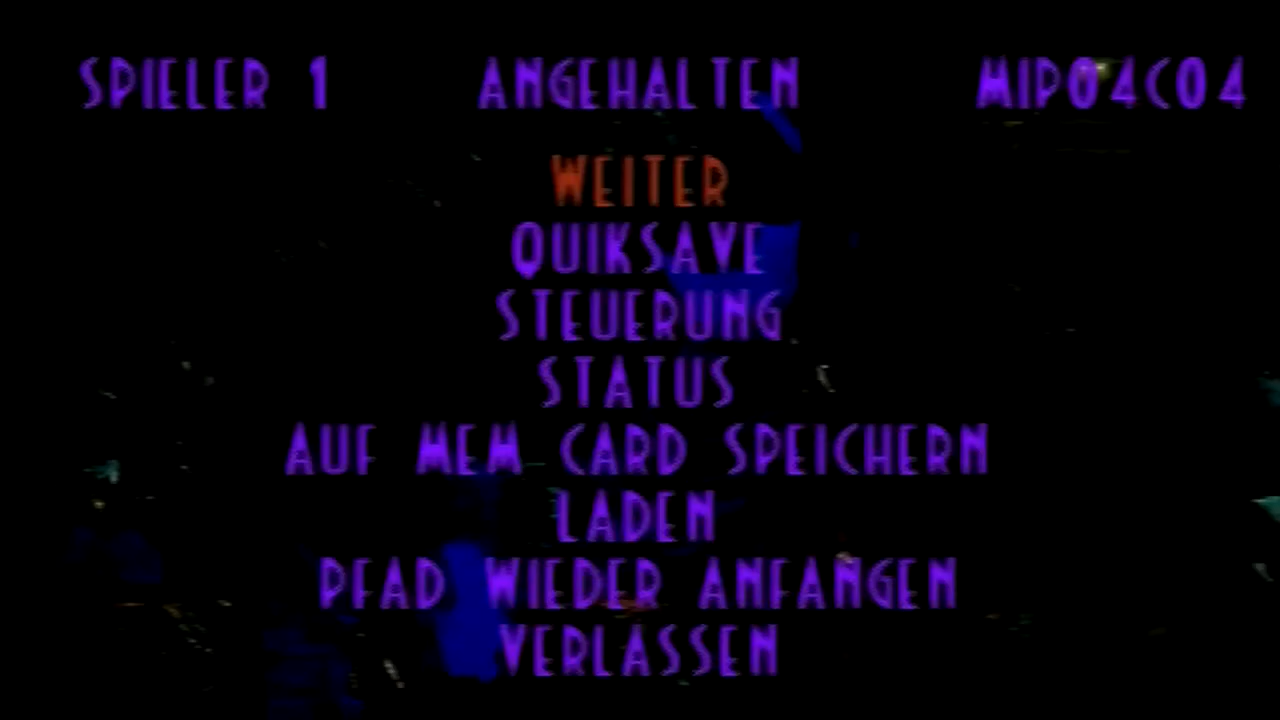 SPIELER 1 ANGEHALTEN MIP04C04
WEITER
QUIKSAVE
STEUERUNG
STATUS
AUF MEM CARD SPEICHERN
LADEN
PFAD WIEDER ANFANGEN
VERLASSEN